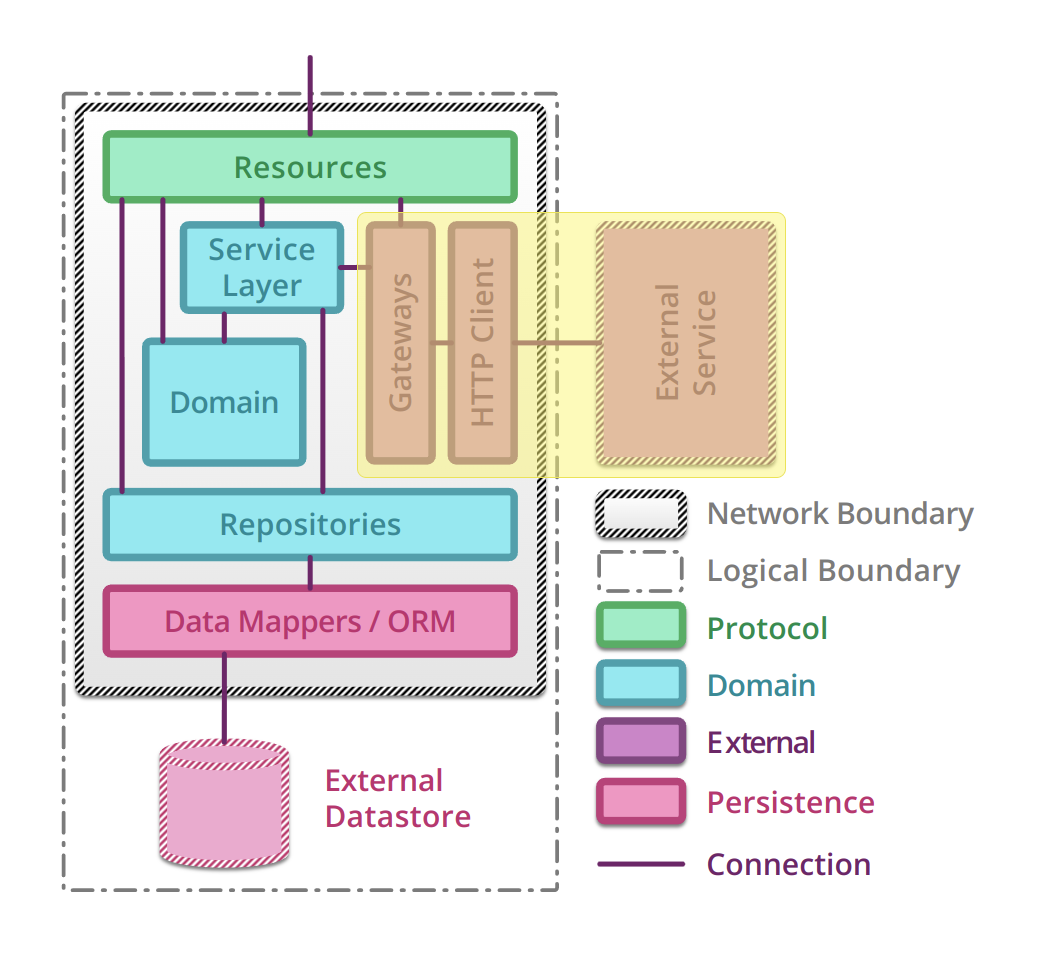 Resources
Service
Layer
Gateways
HTTP Client
External
Service
Domain
Repositories
Data Mappers / ORM
External
Datastore
Network Boundary
Logical Boundary
Protocol
Domain
External
Persistence
Connection